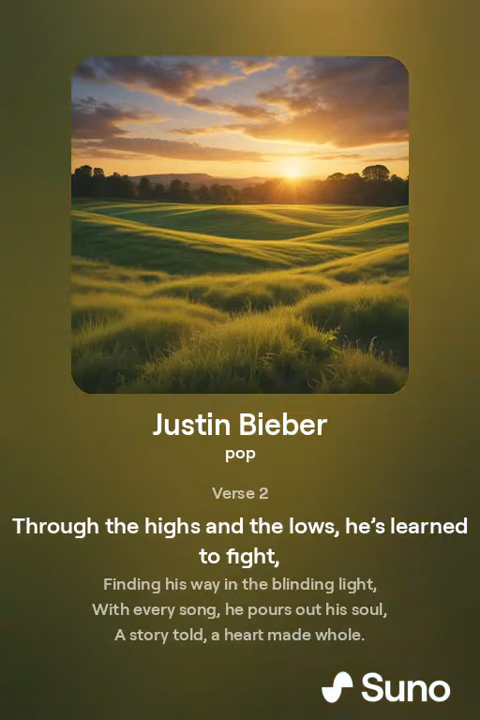 Justin Bieber
pop
Verse 2
Through the highs and the lows, he’s learned
to fight,
Finding his way in the blinding light,
With every song, he pours out his soul,
A story told, a heart made whole.
Suno